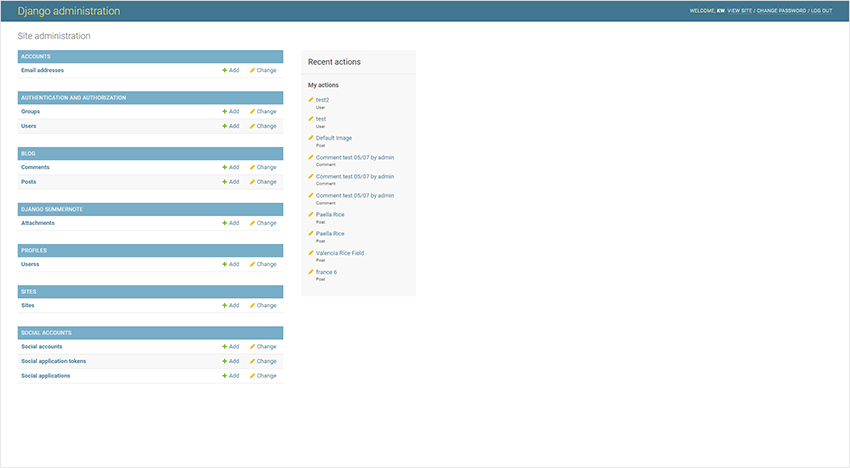 Django administration
WELCOME, KW. VIEW SITE / CHANGE PASSWORD / LOG OUT
Site administration
ACCOUNTS
Email addresses Add Change
AUTHENTICATION AND AUTHORIZATION
Groups Add Change
Users Add Change
BLOG
Comments Add Change
Posts Add Change
DJANGO SUMMERNOTE
Attachments Add Change
PROFILES
Userss Add Change
SITES
Sites Add Change
SOCIAL ACCOUNTS
Social accounts Add Change
Social application tokens Add Change
Social applications Add Change
Recent actions
My actions
test2
User
test
User
Default Image
Post
Comment test 05/07 by admin
Comment
Comment test 05/07 by admin
Comment
Comment test 05/07 by admin
Comment
Paella Rice
Post
Paella Rice
Post
Valencia Rice Field
Post
france 6
Post